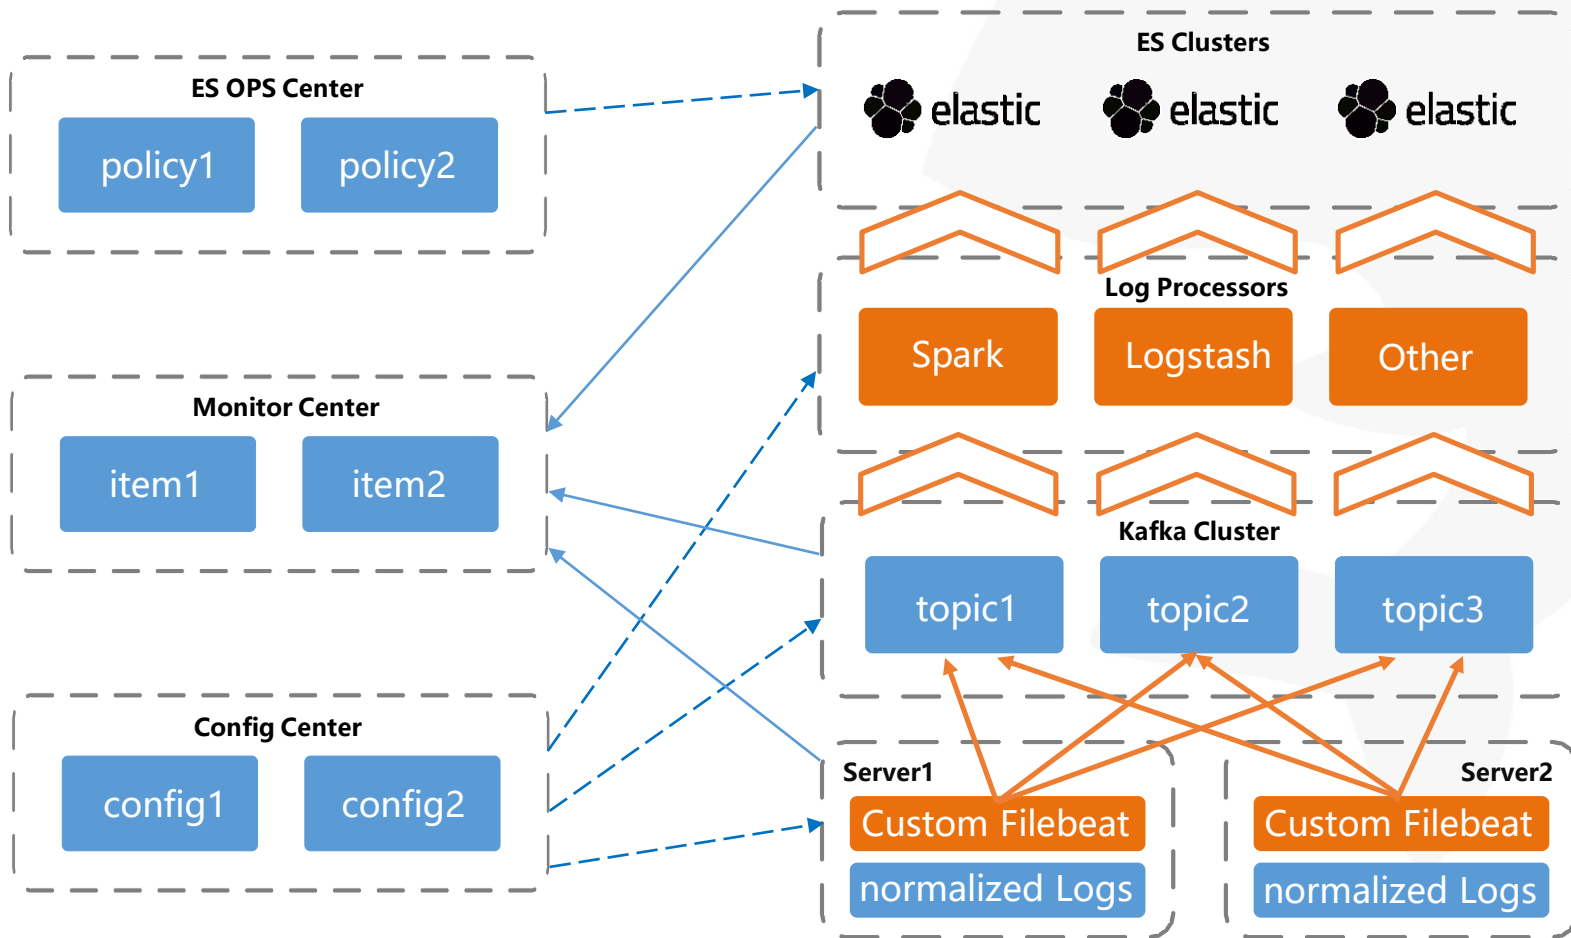 ES OPS Center
policy1
policy2
Monitor Center
item1
item2
Config Center
config1
config2
ES Clusters
elastic
elastic
elastic
Log Processors
Spark
Logstash
Other
Kafka Cluster
topic1
topic2
topic3
Server1
Custom Filebeat
normalized Logs
Server2
Custom Filebeat
normalized Logs